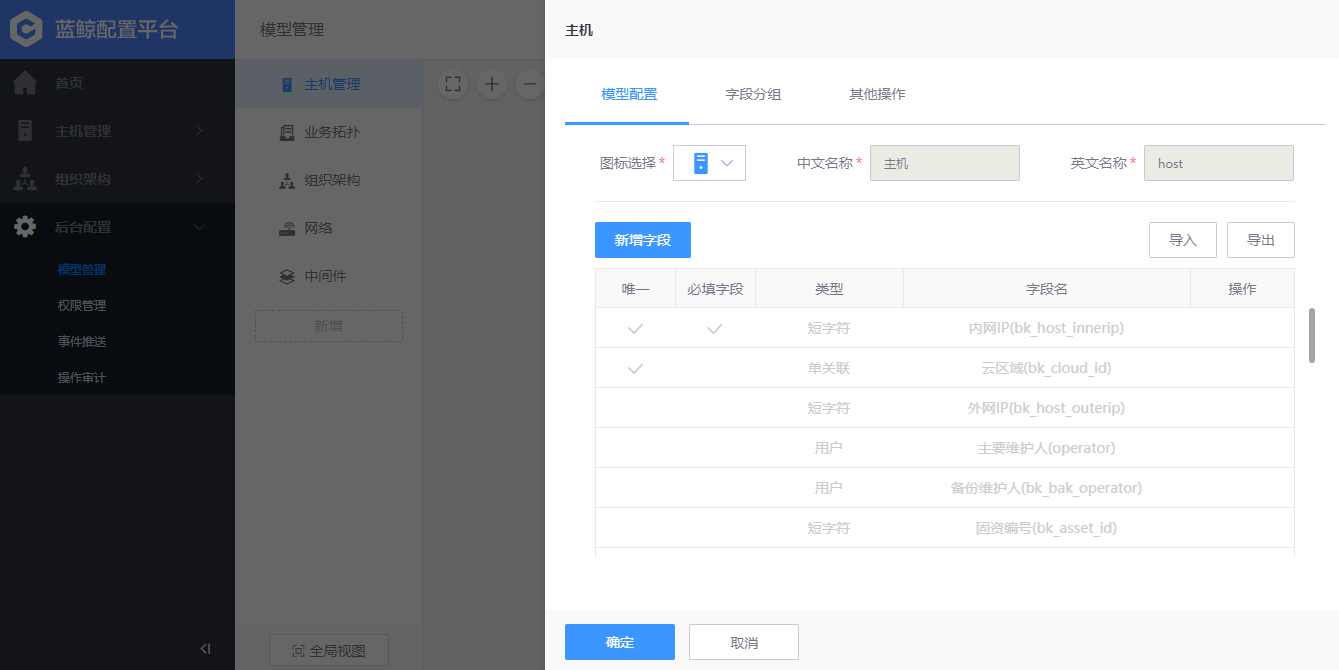 蓝鲸配置平台
首页
主机管理
组织架构
后台配置
模型管理
权限管理
事件推送
操作审计
模型管理
主机管理
业务拓扑
组织架构
网络
中间件
新增
全局视图
主机
模型配置 字段分组 其他操作
图标选择* 中文名称* 主机 英文名称* host
新增字段 导入 导出
唯一 必填字段 类型 字段名 操作
短字符 内网IP(bk_host_innerip)
单关联 云区域(bk_cloud_id)
短字符 外网IP(bk_host_outerip)
用户 主要维护人(operator)
用户 备份维护人(bk_bak_operator)
短字符 固资编号(bk_asset_id)
确定 取消